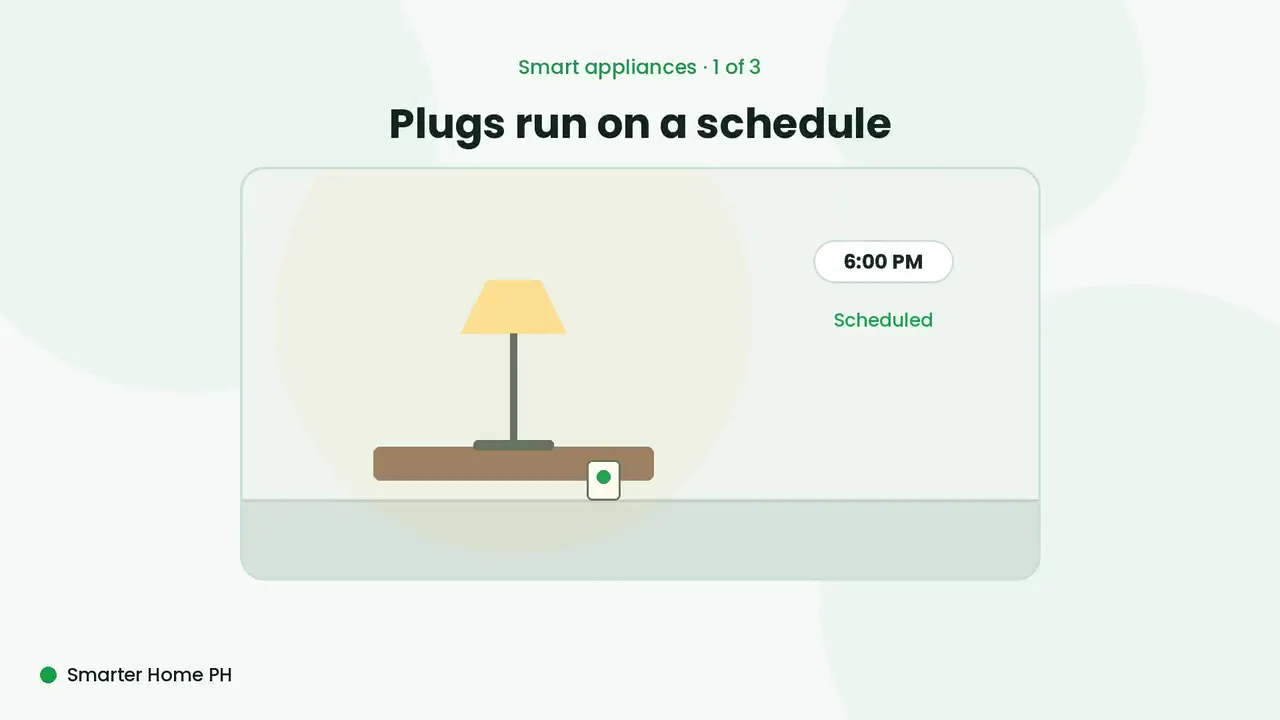 Smart appliances · 1 of 3
Plugs run on a schedule
6:00 PM
Scheduled
Smarter Home PH